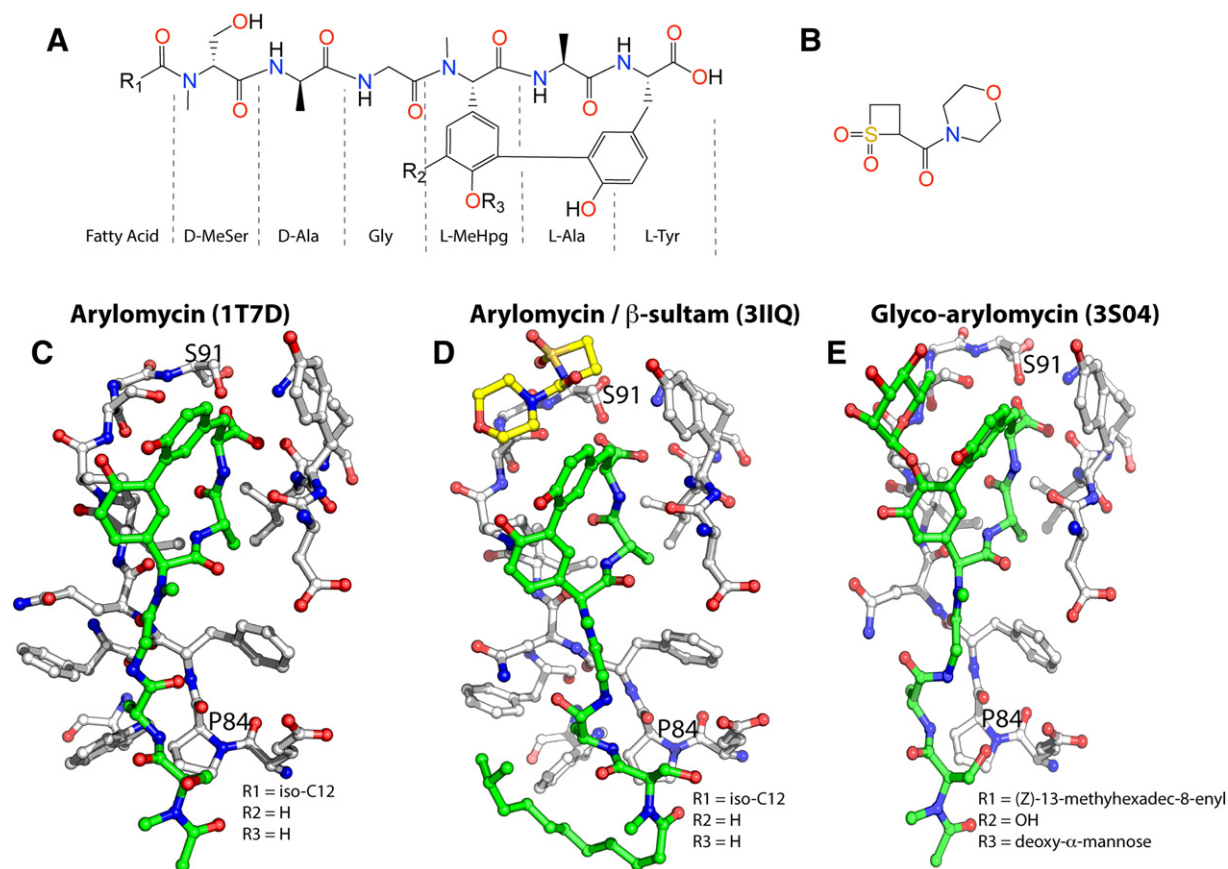 A
B
OH
O
H
N
O
H
N
O
R1
N
O
N
H
O
N
H
O
N
O
OH
R2
OR3
HO
O
S
O
N
O
O
Fatty Acid D-MeSer D-Ala Gly L-MeHpg L-Ala L-Tyr
Arylomycin (1T7D)
Arylomycin / β-sultam (3IIQ)
Glyco-arylomycin (3S04)
C
S91
P84
R1 = iso-C12
R2 = H
R3 = H
D
S91
P84
R1 = iso-C12
R2 = H
R3 = H
E
S91
P84
R1 = (Z)-13-methyhexadec-8-enyl
R2 = OH
R3 = deoxy-α-mannose